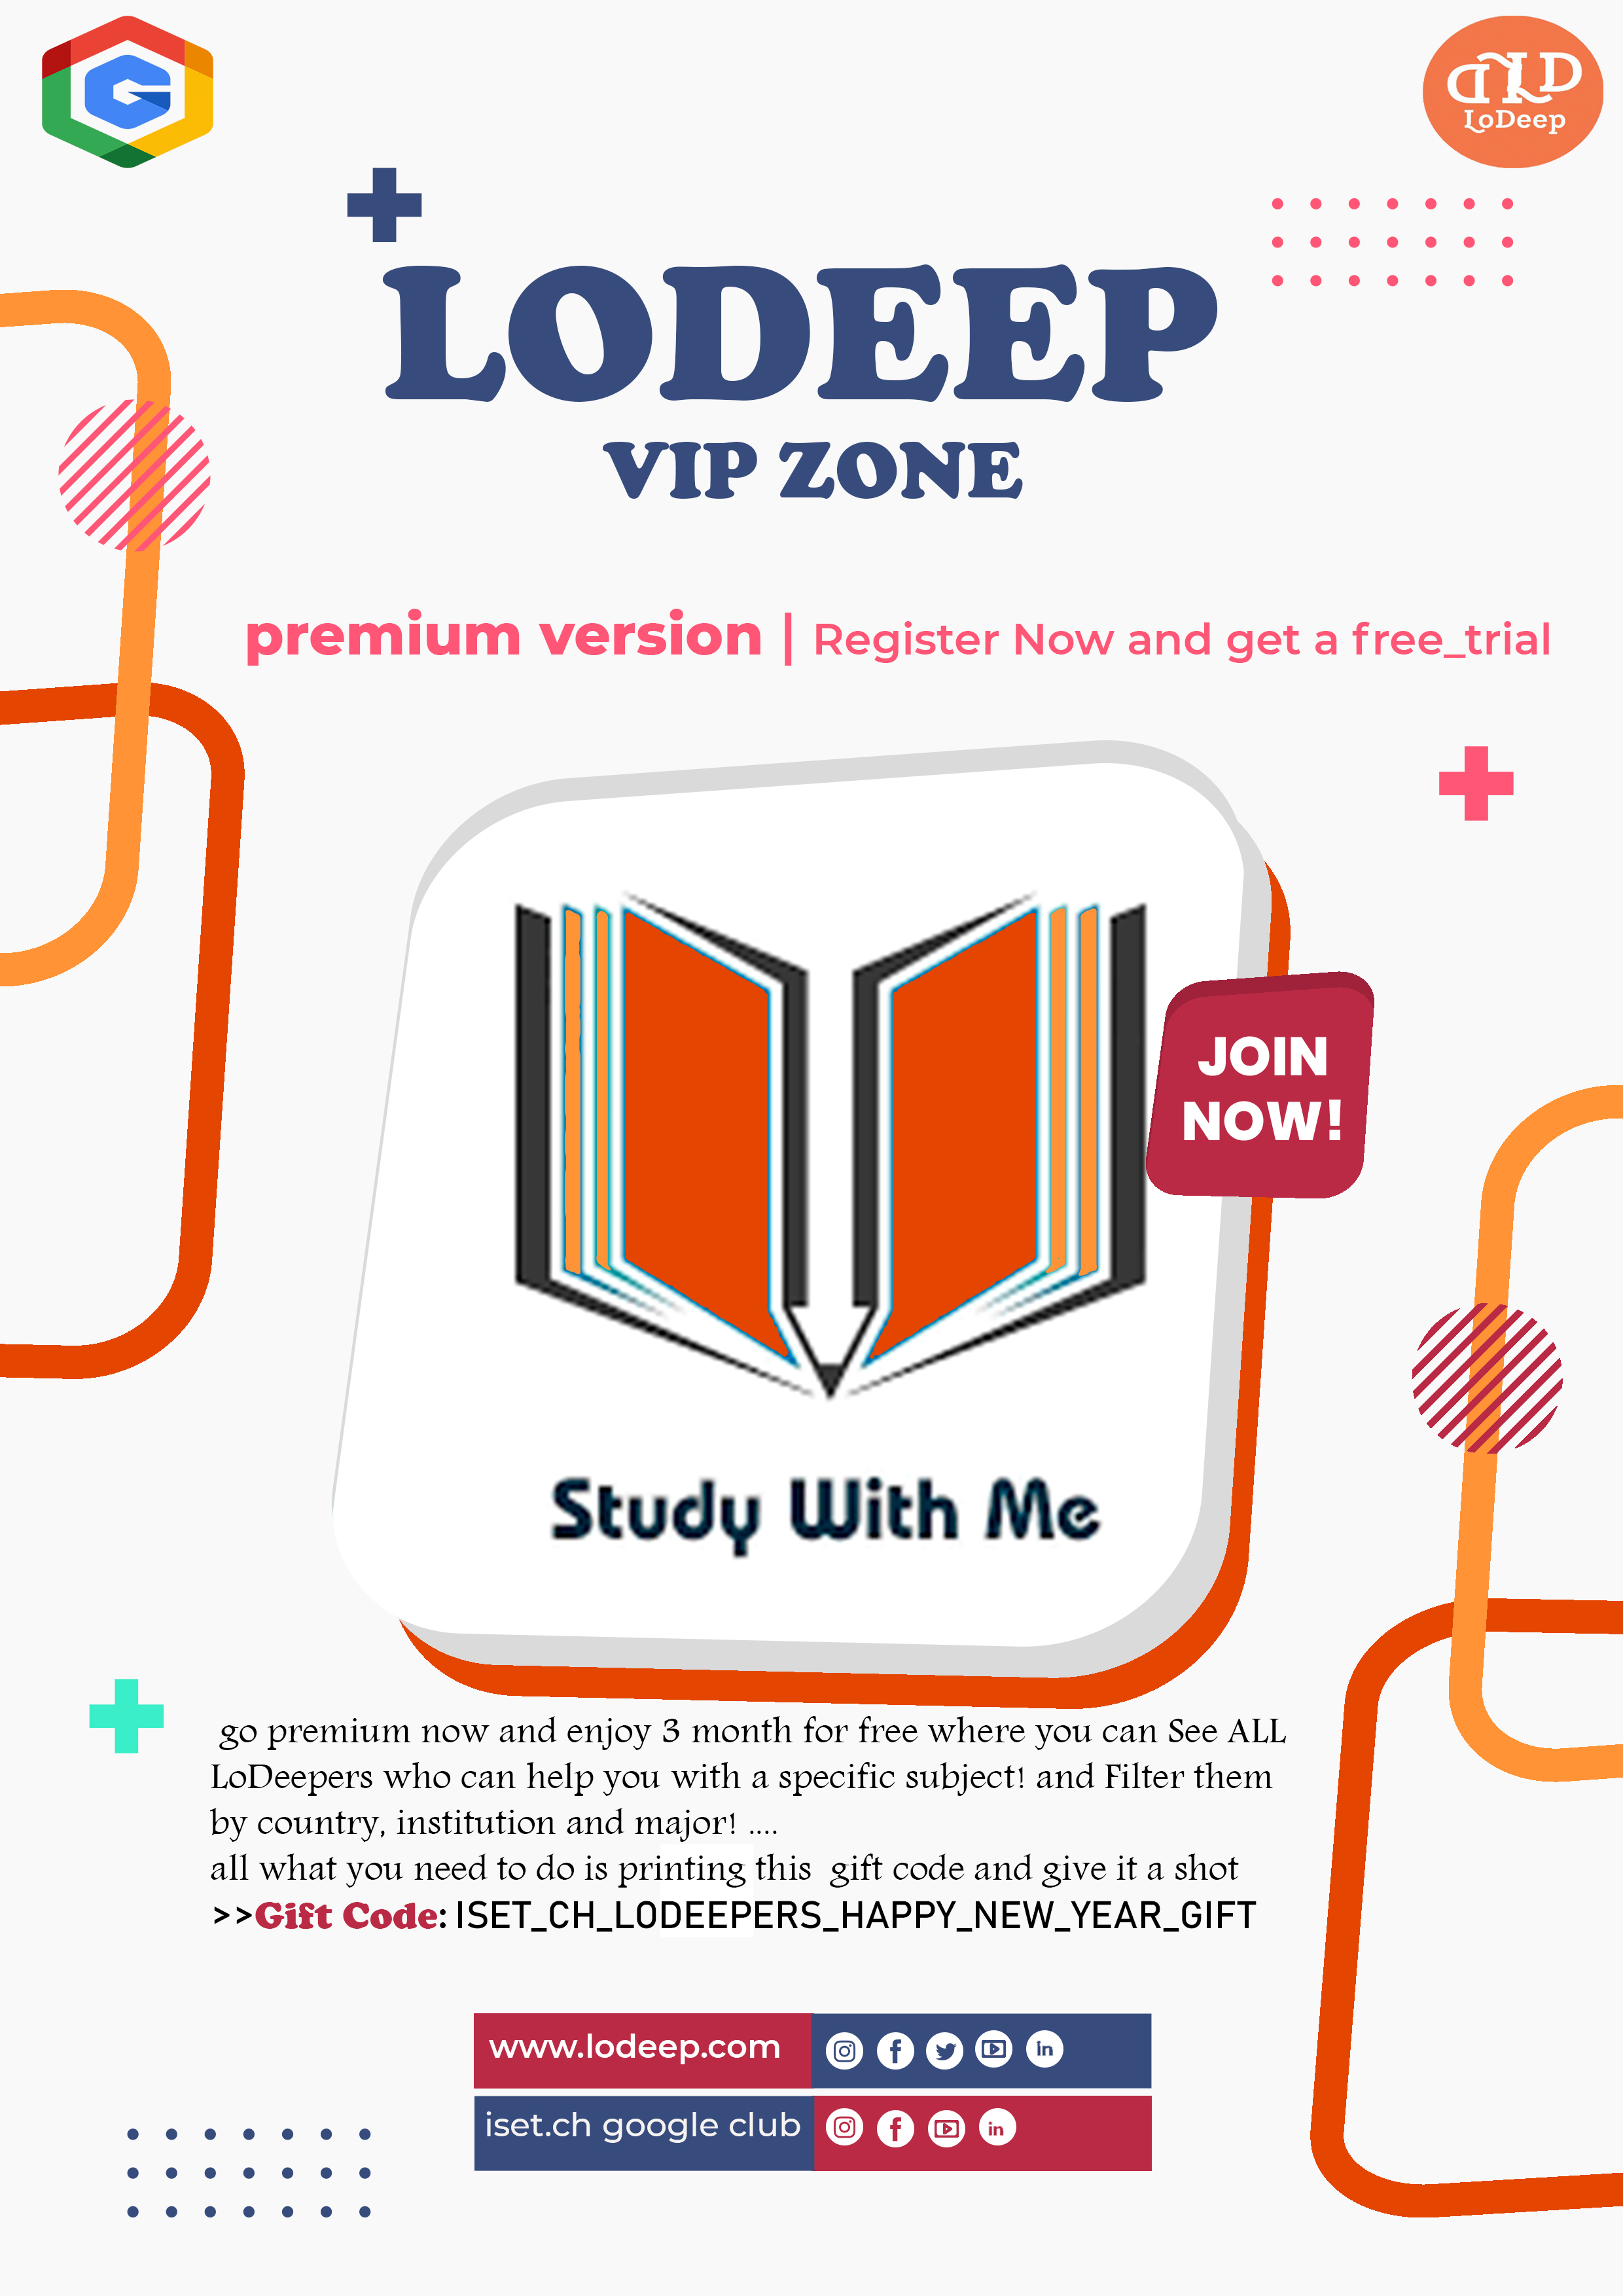 LoDeep
LODEEP
VIP ZONE
premium version | Register Now and get a free_trial
JOIN
NOW!
Study With Me
go premium now and enjoy 3 month for free where you can See ALL
LoDeepers who can help you with a specific subject! and Filter them
by country, institution and major! ....
all what you need to do is printing this gift code and give it a shot
>>Gift Code: ISET_CH_LODEEPERS_HAPPY_NEW_YEAR_GIFT
www.lodeep.com
iset.ch google club